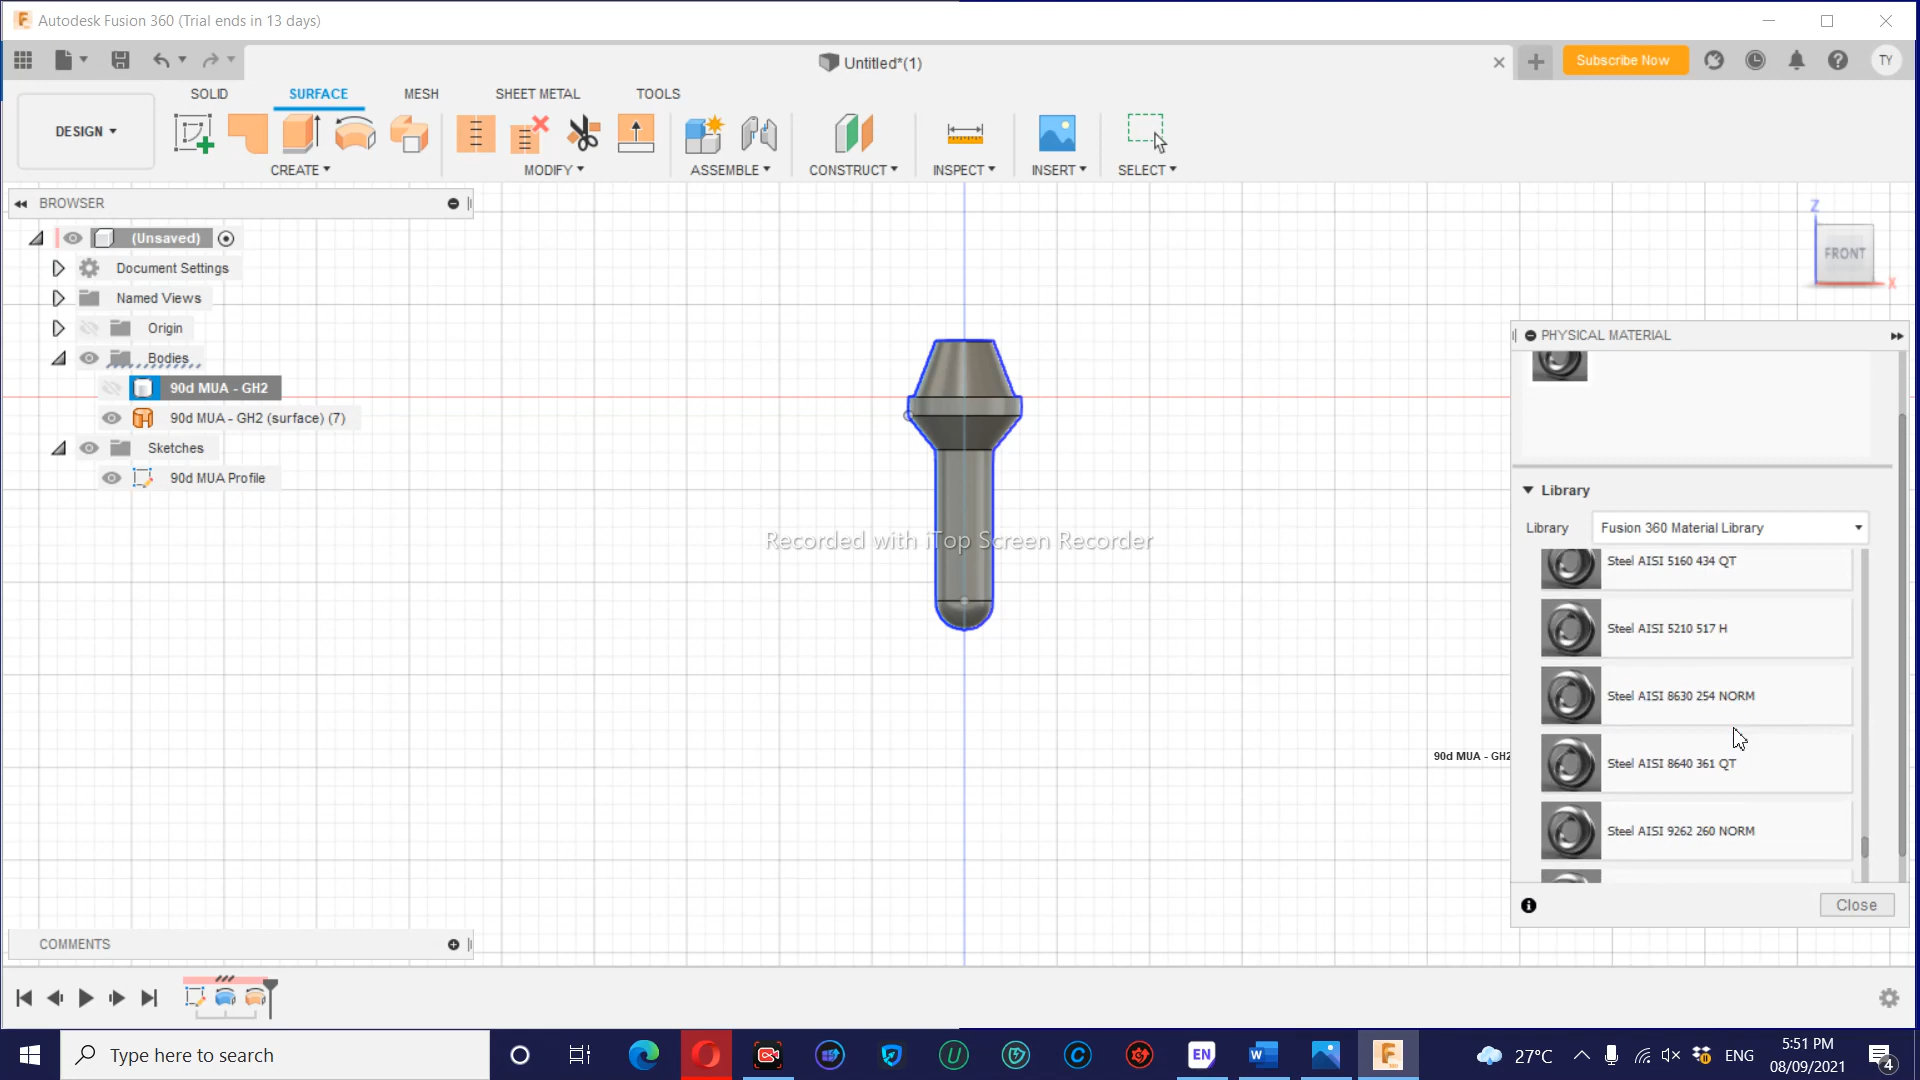 Autodesk Fusion 360 (Trial ends in 13 days)
Untitled*(1)
Subscribe Now
TY
SOLID
SURFACE
MESH
SHEET METAL
TOOLS
DESIGN
CREATE
MODIFY
ASSEMBLE
CONSTRUCT
INSPECT
INSERT
SELECT
BROWSER
(Unsaved)
Document Settings
Named Views
Origin
Bodies
90d MUA - GH2
90d MUA - GH2 (surface) (7)
Sketches
90d MUA Profile
Z
FRONT
X
PHYSICAL MATERIAL
Library
Library
Fusion 360 Material Library
Steel AISI 5160 434 QT
Steel AISI 5210 517 H
Steel AISI 8630 254 NORM
Steel AISI 8640 361 QT
Steel AISI 9262 260 NORM
Close
Recorded with iTop Screen Recorder
90d MUA - GH2
COMMENTS
Type here to search
EN
27°C
ENG
5:51 PM
08/09/2021
4